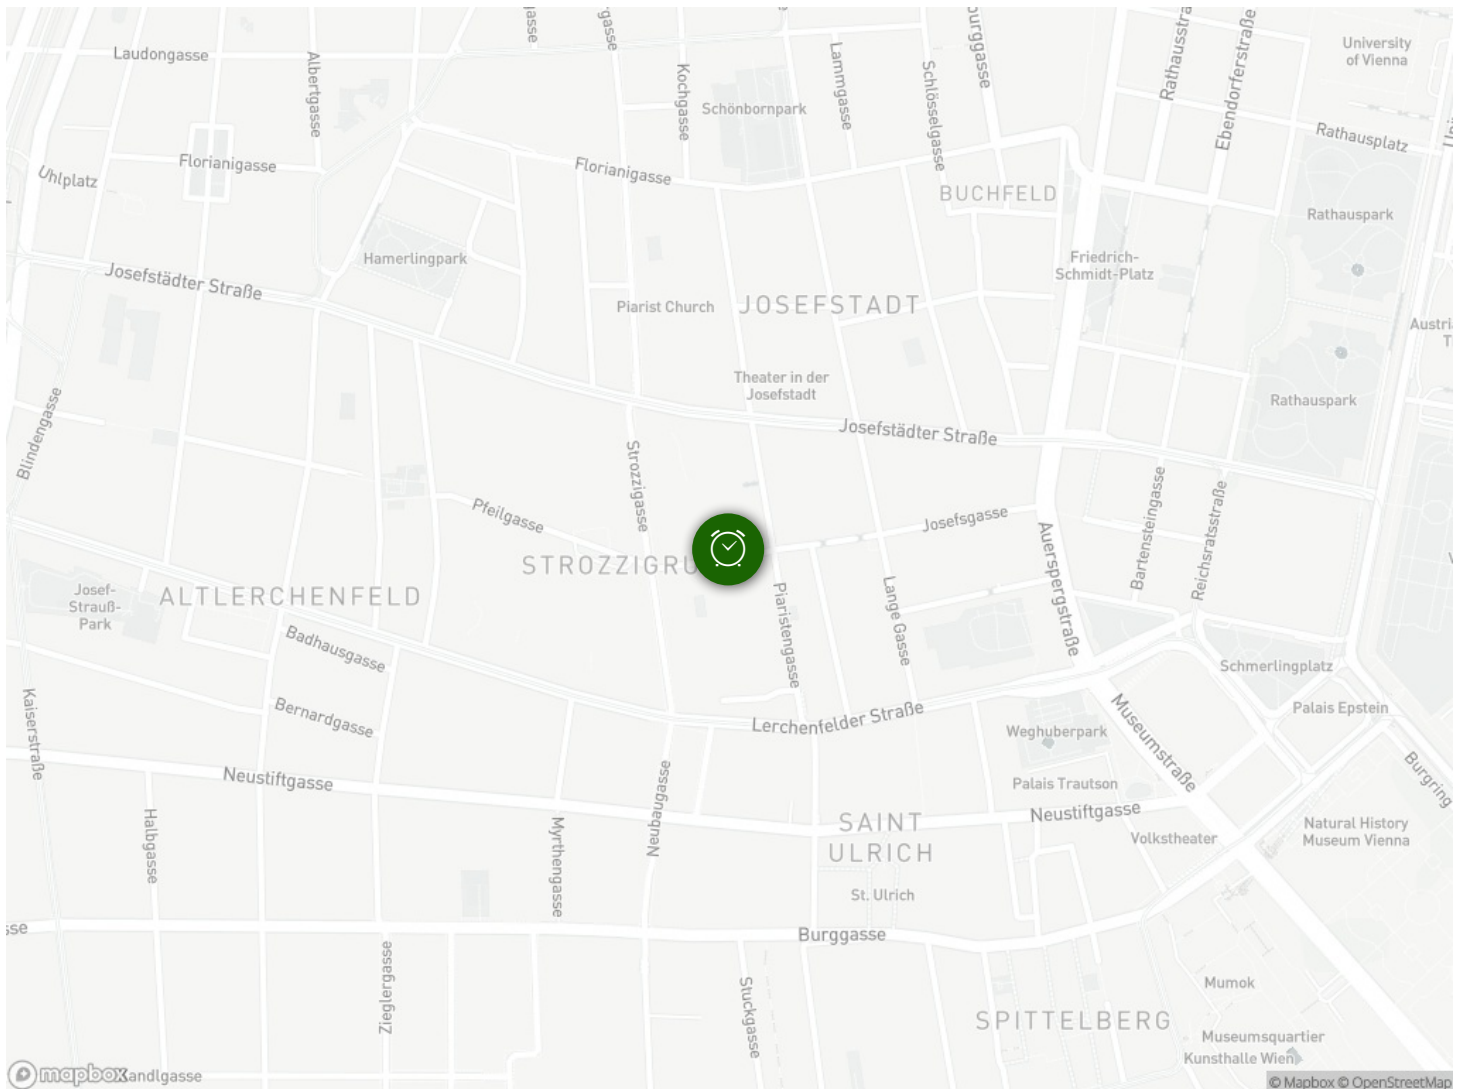 Laudongasse
Albertgasse
Kochgasse
Lammgasse
Schlösselgasse
Rathausstra
Ebendorferstraße
University
of Vienna
Schönbornpark
Rathausplatz
Uhlplatz
Florianigasse
Florianigasse
BUCHFELD
Rathauspark
Hamerlingpark
Friedrich-
Schmidt-Platz
Josefstädter Straße
Piarist Church
JOSEFSTADT
Theater in der
Josefstadt
Rathauspark
Blindengasse
Josefstädter Straße
Strozzigasse
Pfeilgasse
Josefsgasse
Bartensteingasse
Reichsratsstraße
Auerspergstraße
STROZZIGRU
Josef-
Strauß-
Park
ALTLERCHENFELD
Piaristengasse
Lange Gasse
Badhausgasse
Schmerlingplatz
Kaiserstraße
Bernardgasse
Lerchenfelder Straße
Palais Epstein
Weghuberpark
Museumstraße
Neustiftgasse
Palais Trautson
Burgring
Halbgasse
Myrthengasse
Neubaugasse
SAINT
ULRICH
Neustiftgasse
Volkstheater
Natural History
Museum Vienna
St. Ulrich
Burggasse
Zieglergasse
Stuckgasse
Mumok
SPITTELBERG
Museumsquartier
Kunsthalle Wien
mapbox
andlgasse
© Mapbox © OpenStreetMap